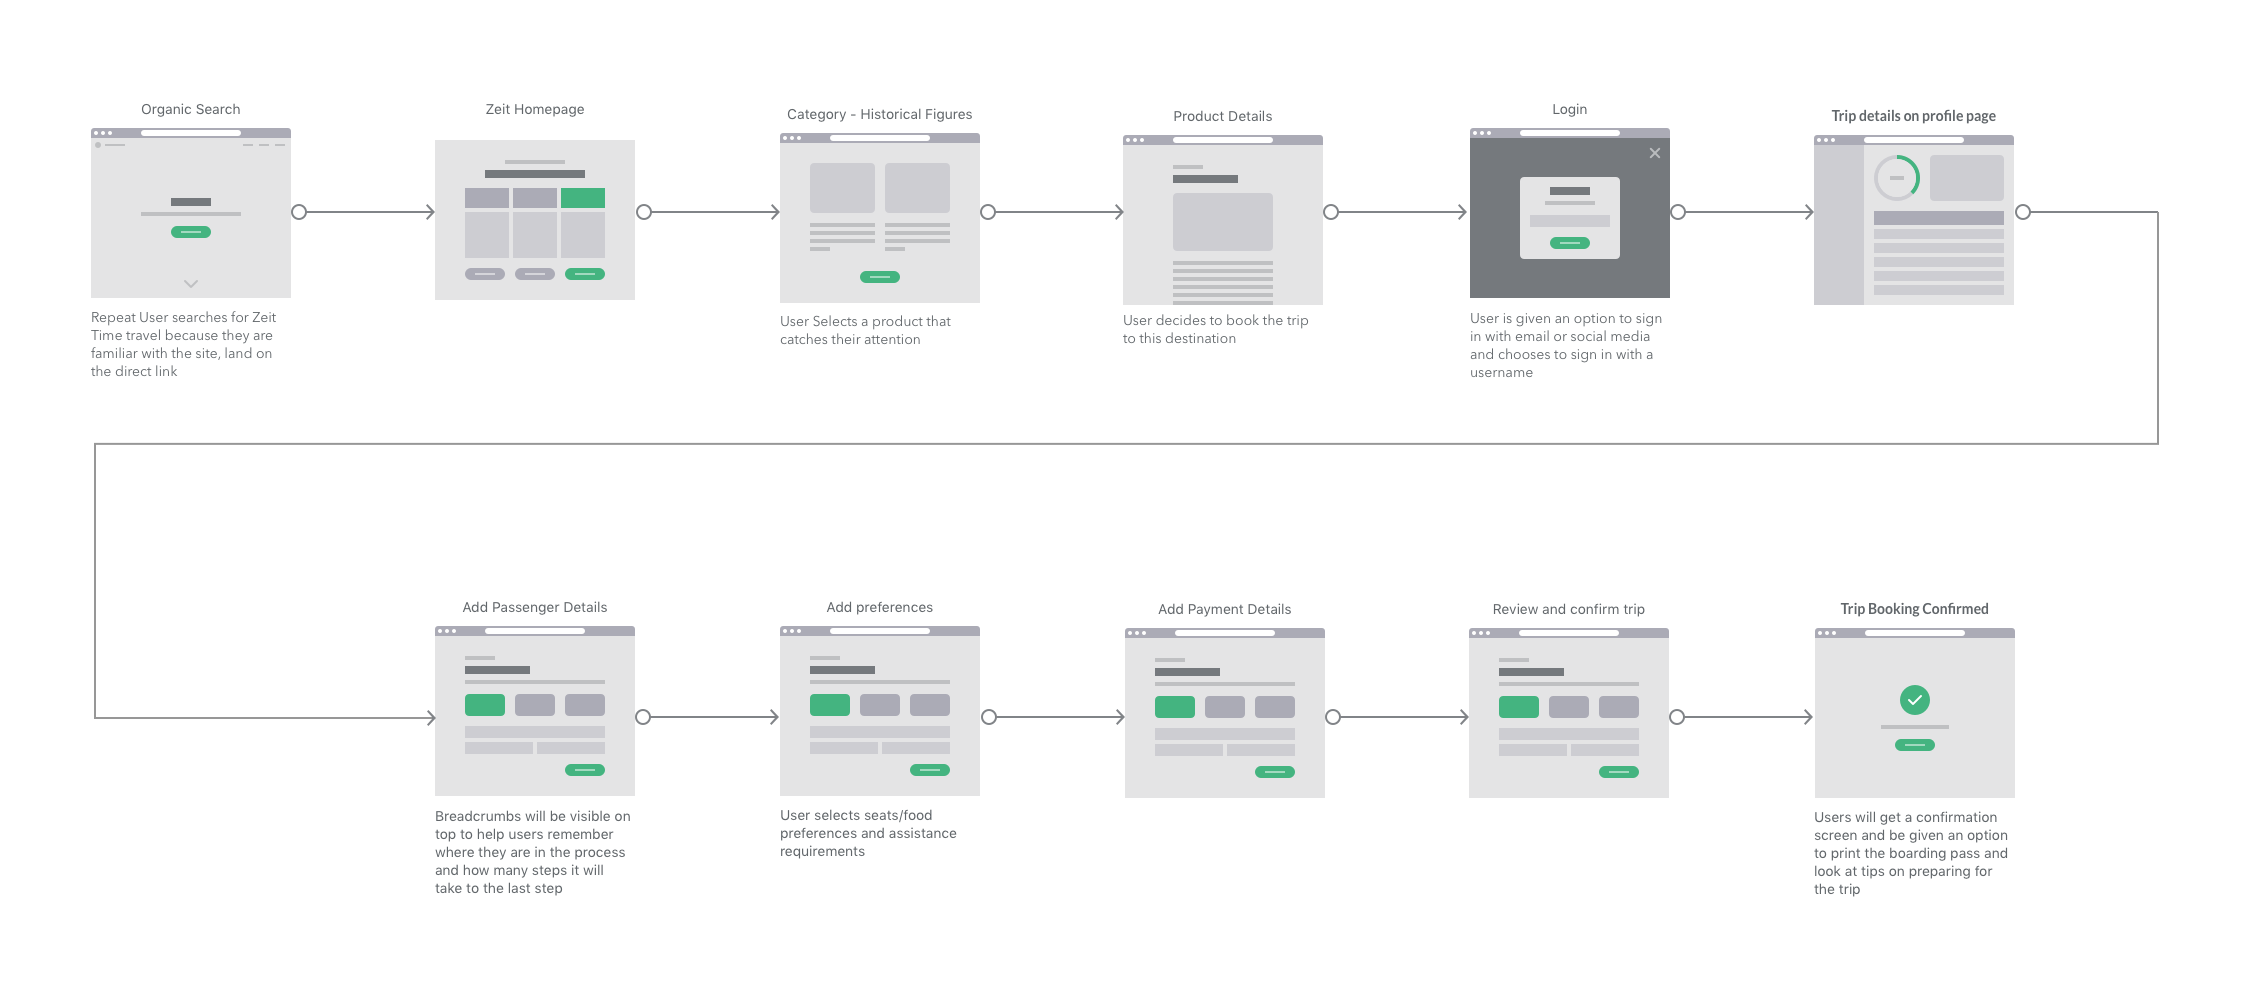 Organic Search
Zeit Homepage
Category - Historical Figures
Product Details
Login
Trip details on profile page
Repeat User searches for Zeit
Time travel because they are
familiar with the site, land on
the direct link
User Selects a product that
catches their attention
User decides to book the trip
to this destination
User is given an option to sign
in with email or social media
and chooses to sign in with a
username
Add Passenger Details
Add preferences
Add Payment Details
Review and confirm trip
Trip Booking Confirmed
Breadcrumbs will be visible on
top to help users remember
where they are in the process
and how many steps it will
take to the last step
User selects seats/food
preferences and assistance
requirements
Users will get a confirmation
screen and be given an option
to print the boarding pass and
look at tips on preparing for
the trip